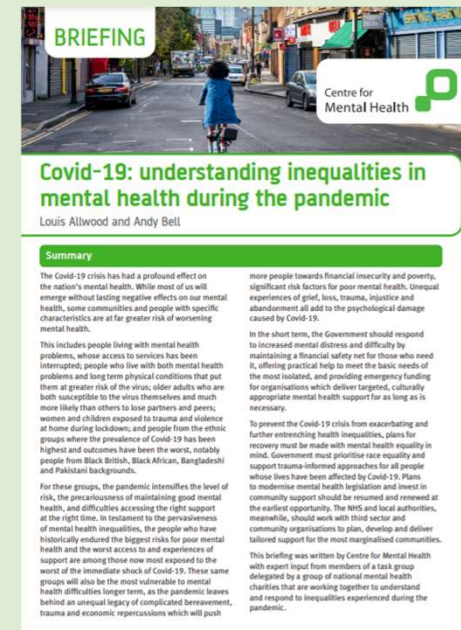 BRIEFING
Centre for
Mental Health
Covid-19: understanding inequalities in
mental health during the pandemic
Louis Allwood and Andy Bell
Summary
The Covid-19 crisis has had a profound effect on
the nation's mental health. While most of us will
emerge without lasting negative effects on our mental
health, some communities and people with specific
characteristics are at far greater risk of worsening
mental health.
This includes people living with mental health
problems, whose access to services has been
interrupted; people who live with both mental health
problems and long term physical conditions that put
them at greater risk of the virus; older adults who are
both susceptible to the virus themselves and much
more likely than others to lose partners and peers;
women and children exposed to trauma and violence
at home during lockdown; and people from the ethnic
groups where the prevalence of Covid-19 has been
highest and outcomes have been the worst, notably
people from Black British, Black African, Bangladeshi
and Pakistani backgrounds.
For these groups, the pandemic intensifies the level of
risk, the precariousness of maintaining good mental
health, and difficulties accessing the right support
at the right time. In testament to the pervasiveness
of mental health inequalities, the people who have
historically endured the biggest risks for poor mental
health and the worst access to and experiences of
support are among those now most exposed to the
worst of the immediate shock of Covid-19. These same
groups will also be the most vulnerable to mental
health difficulties longer term, as the pandemic leaves
behind an unequal legacy of complicated bereavement,
trauma and economic repercussions which will push
more people towards financial insecurity and poverty,
significant risk factors for poor mental health. Unequal
experiences of grief, loss, trauma, injustice and
abandonment all add to the psychological damage
caused by Covid-19.
In the short term, the Government should respond
to increased mental distress and difficulty by
maintaining a financial safety net for those who need
it, offering practical help to meet the basic needs of
the most isolated, and providing emergency funding
for organisations which deliver targeted, culturally
appropriate mental health support for as long as is
necessary.
To prevent the Covid-19 crisis from exacerbating and
further entrenching health inequalities, plans for
recovery must be made with mental health equality in
mind. Government must prioritise race equality and
support trauma-informed approaches for all people
whose lives have been affected by Covid-19. Plans
to modernise mental health legislation and invest in
community support should be resumed and renewed at
the earliest opportunity. The NHS and local authorities,
meanwhile, should work with third sector and
community organisations to plan, develop and deliver
tailored support for the most marginalised communities.
This briefing was written by Centre for Mental Health
with expert input from members of a task group
delegated by a group of national mental health
charities that are working together to understand
and respond to inequalities experienced during the
pandemic.